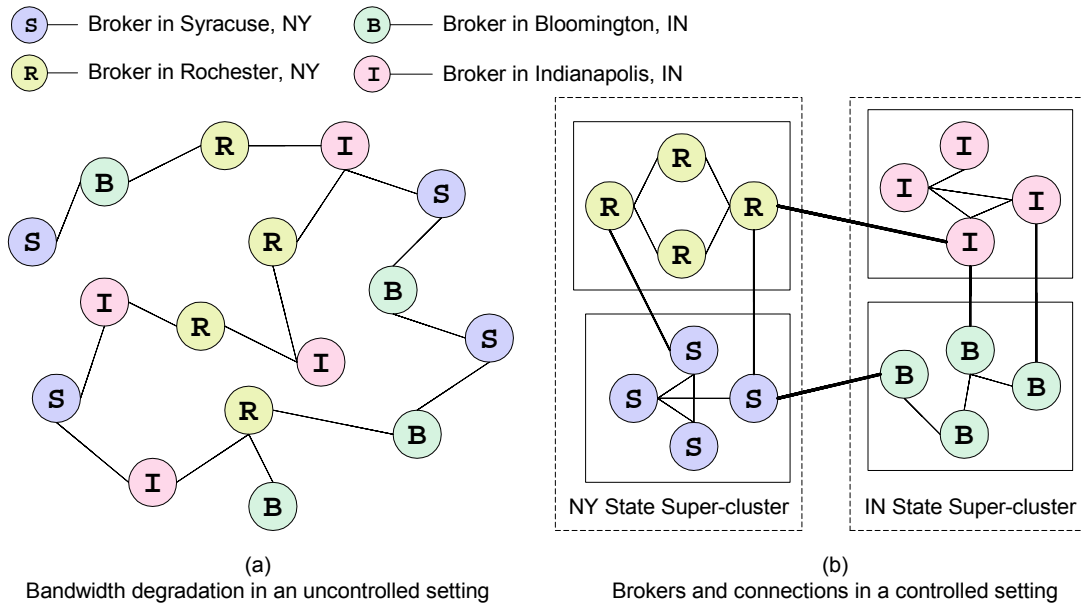 S Broker in Syracuse, NY
B Broker in Bloomington, IN
R Broker in Rochester, NY
I Broker in Indianapolis, IN
R
I
B
S
S
R
B
I
R
S
I
S
R
B
I
B
I
R
I
R
R
I
R
I
S
B
B
B
S
S
B
S
NY State Super-cluster
IN State Super-cluster
(a)
Bandwidth degradation in an uncontrolled setting
(b)
Brokers and connections in a controlled setting